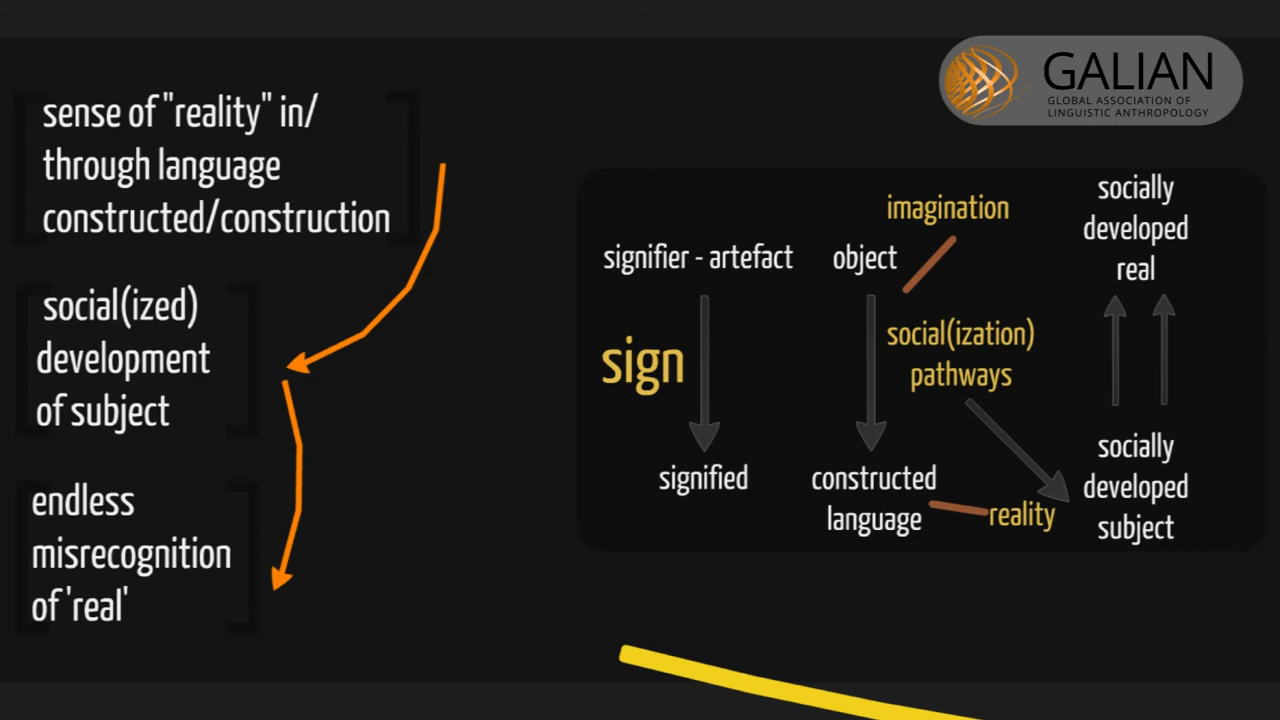 sense of "reality" in/
through language
constructed/construction
social(ized)
development
of subject
endless
misrecognition
of 'real'
GALIAN
GLOBAL ASSOCIATION OF
LINGUISTIC ANTHROPOLOGY
imagination
signifier - artefact
object
sign
social(ization)
pathways
signified
constructed
language
reality
socially
developed
real
socially
developed
subject